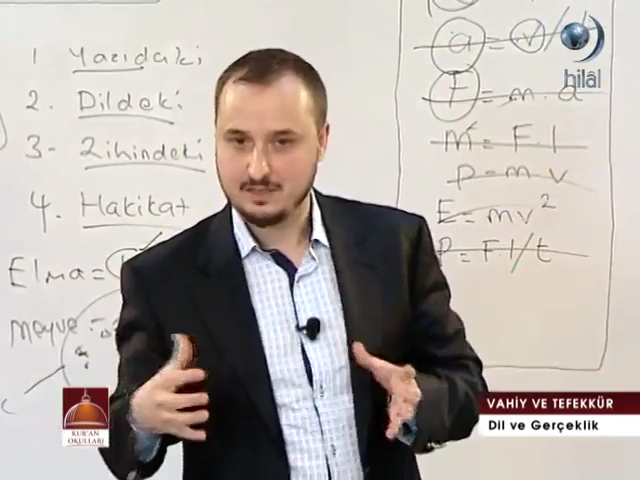 1 Yazıdaki
2. Dildeki
3- Zihindeki
4. Hakikat
Elma =
meyve
a = v/
F = m.a
m = F.l
p = m v
E = mv²
P = F.l/t
hilâl
KUR'AN
OKULLARI
VAHİY VE TEFEKKÜR
Dil ve Gerçeklik